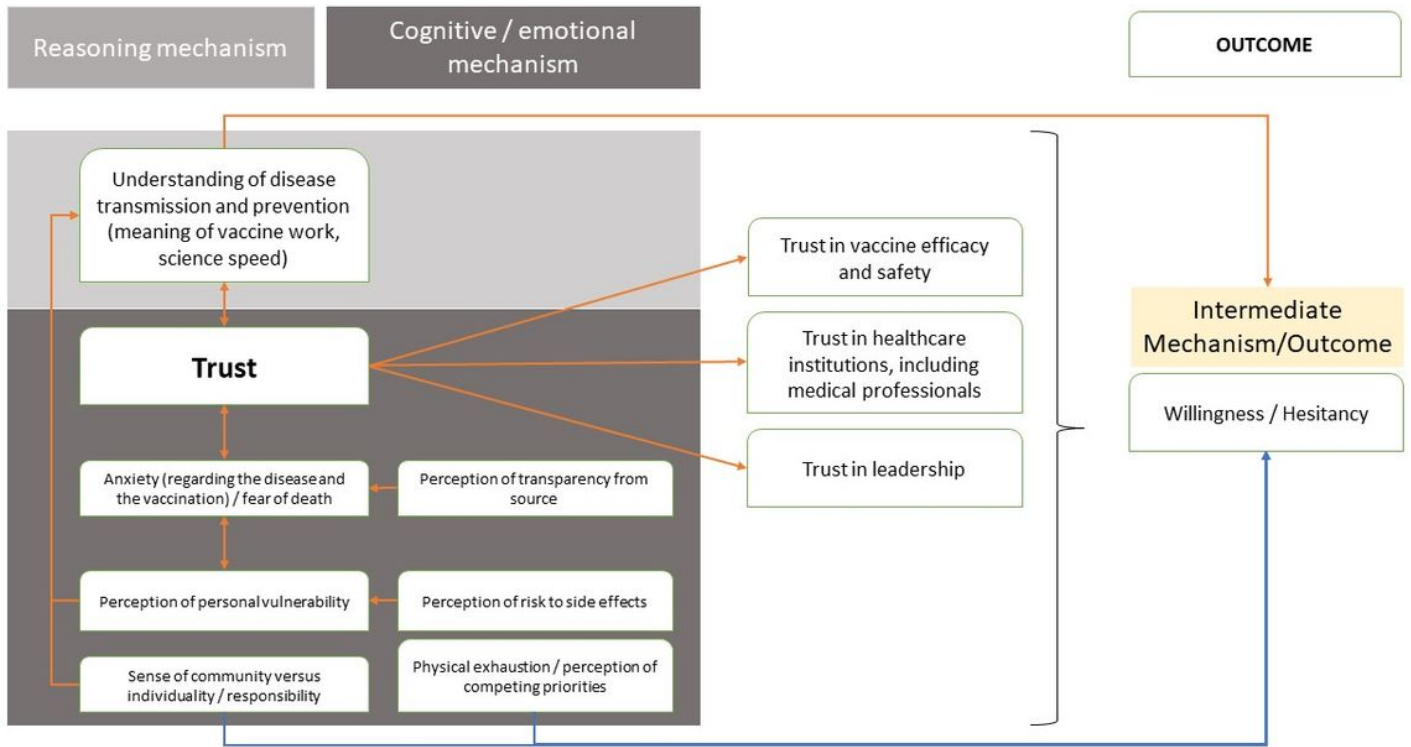 Reasoning mechanism
Cognitive / emotional
mechanism
OUTCOME
Understanding of disease
transmission and prevention
(meaning of vaccine work,
science speed)
Trust in vaccine efficacy
and safety
Intermediate
Mechanism/Outcome
Trust
Trust in healthcare
institutions, including
medical professionals
Willingness / Hesitancy
Trust in leadership
Anxiety (regarding the disease and
the vaccination) / fear of death
Perception of transparency from
source
Perception of personal vulnerability
Perception of risk to side effects
Sense of community versus
individuality / responsibility
Physical exhaustion / perception of
competing priorities